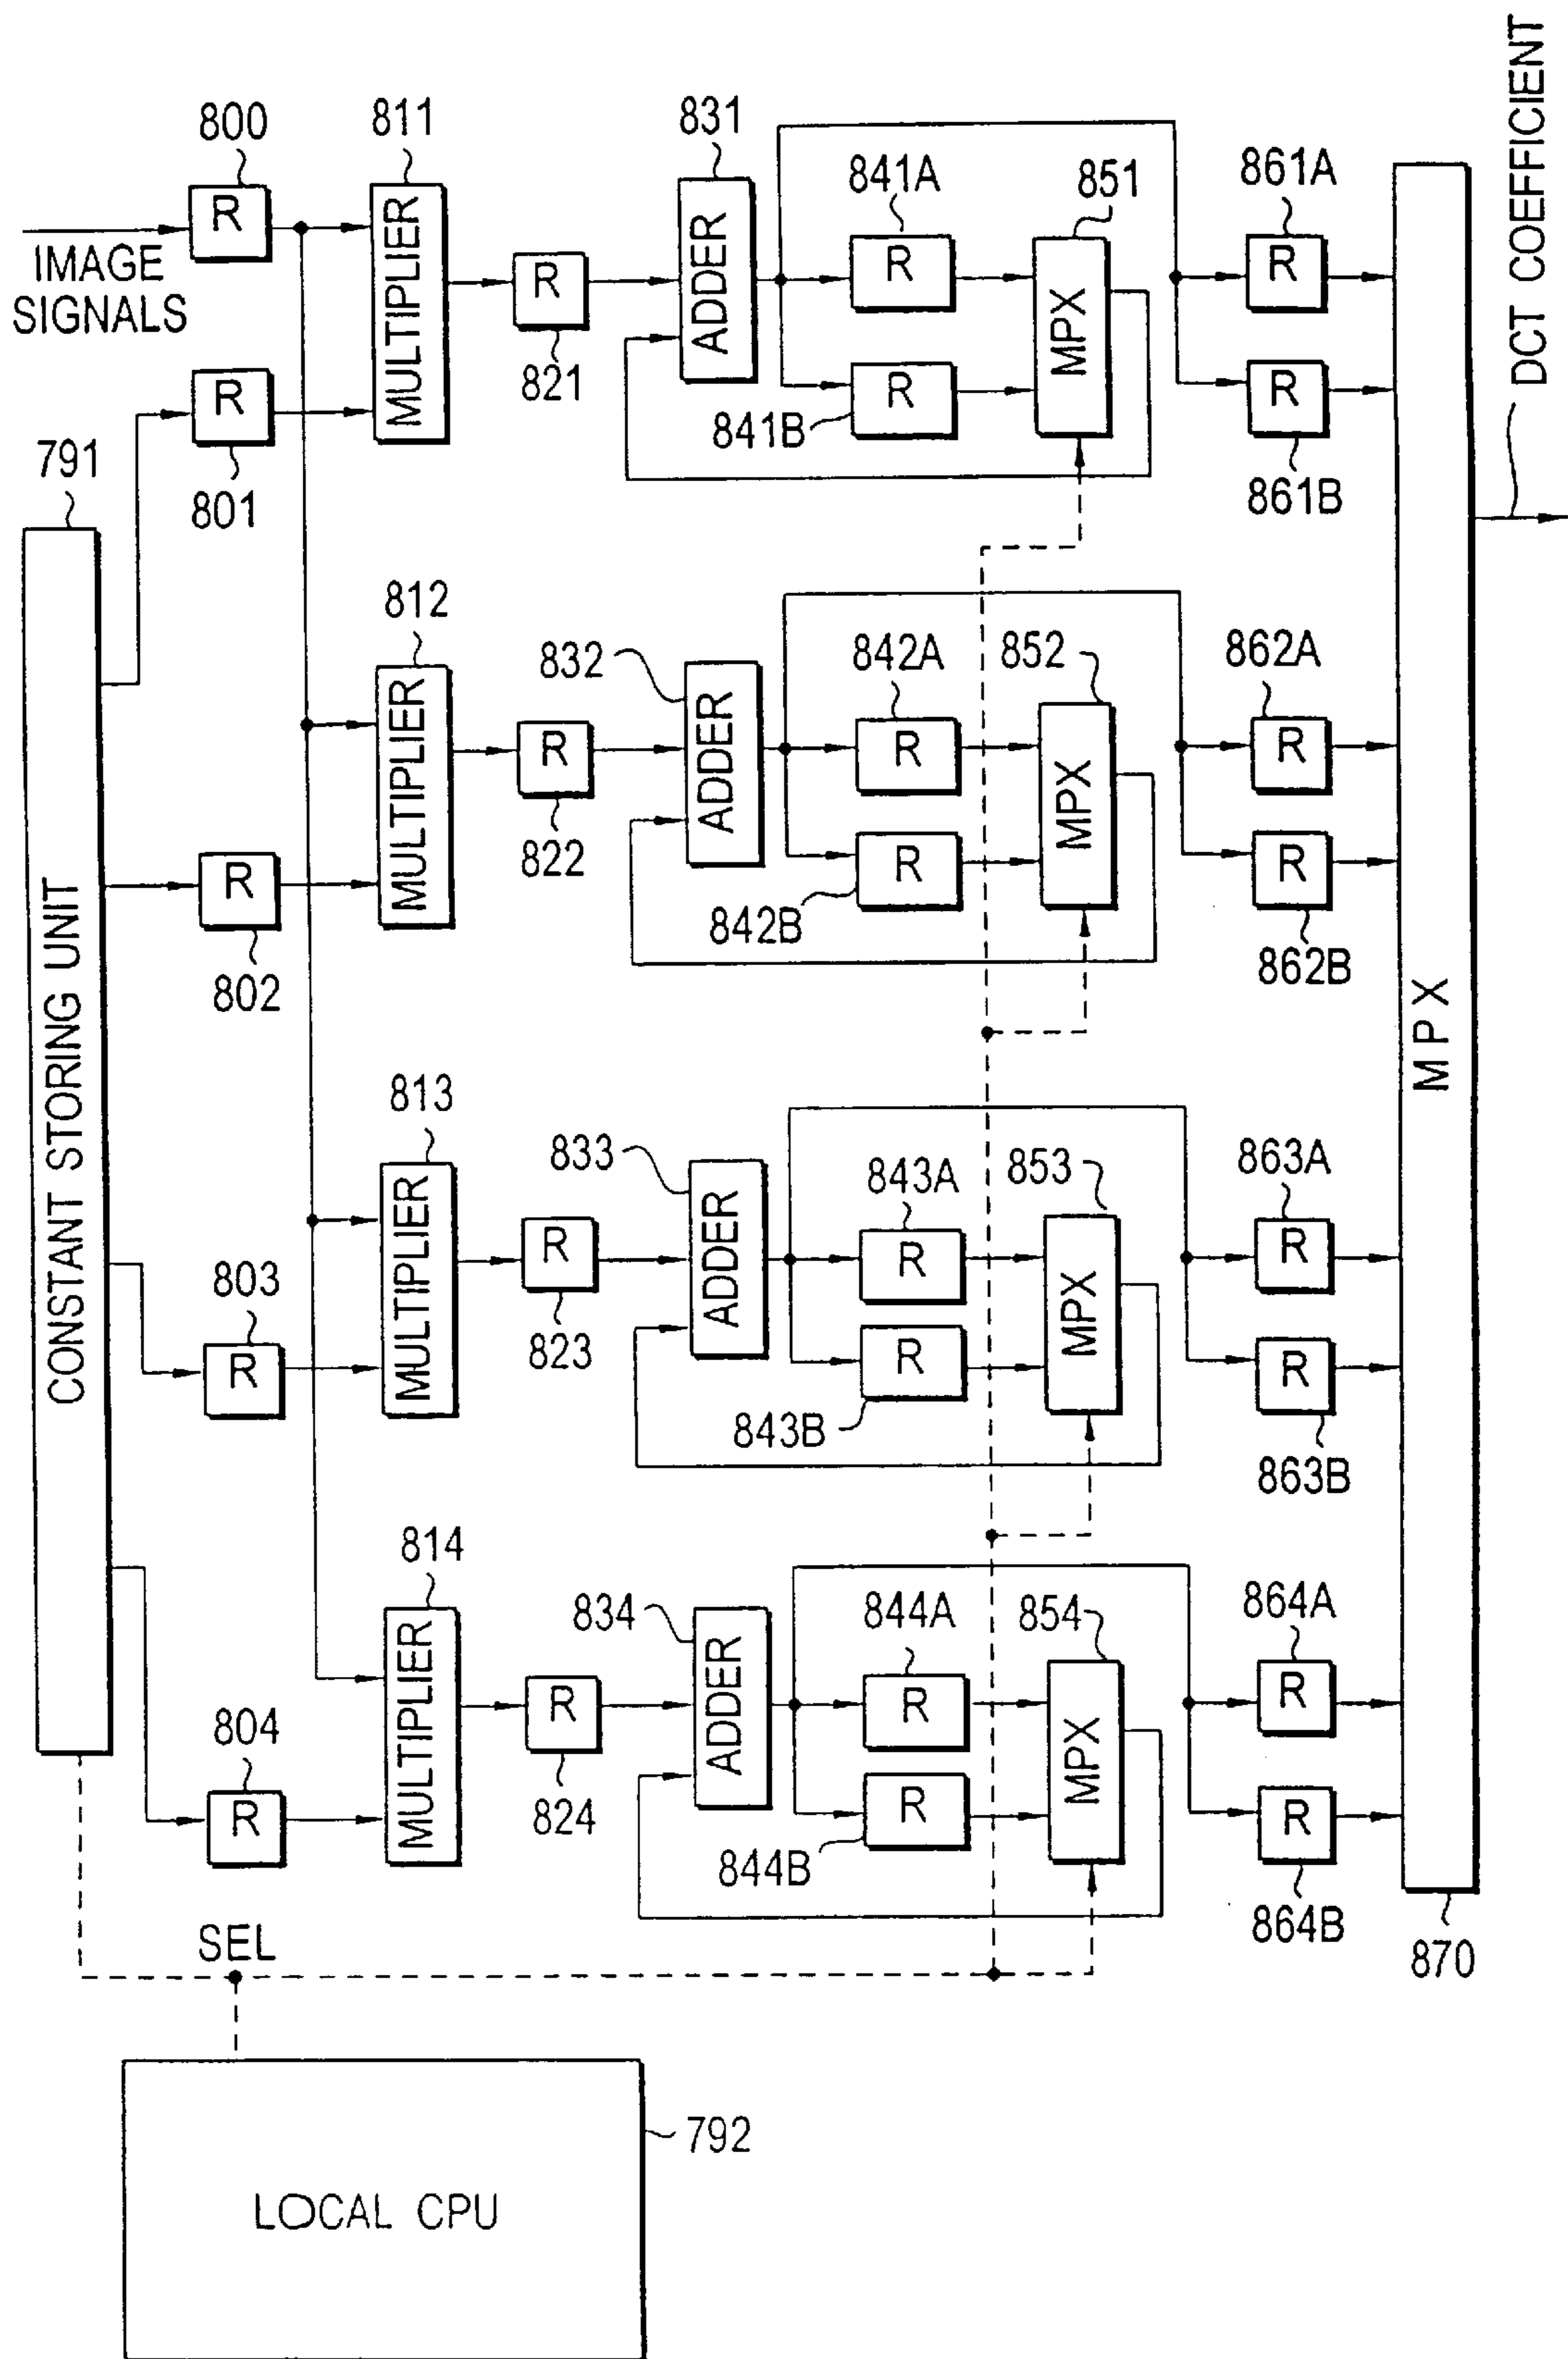 800
811
831
841A
851
861A
DCT COEFFICIENT
R
MULTIPLIER
ADDER
R
MPX
R
IMAGE
SIGNALS
R
821
R
801
841B
R
R
861B
791
CONSTANT STORING UNIT
812
832
842A
852
862A
MULTIPLIER
ADDER
R
MPX
R
R
822
R
802
842B
R
R
862B
MPX
813
833
843A
853
863A
MULTIPLIER
ADDER
R
MPX
R
803
R
R
823
843B
R
R
863B
814
834
844A
854
864A
MULTIPLIER
ADDER
R
MPX
R
804
R
R
824
844B
R
R
864B
870
SEL
792
LOCAL CPU